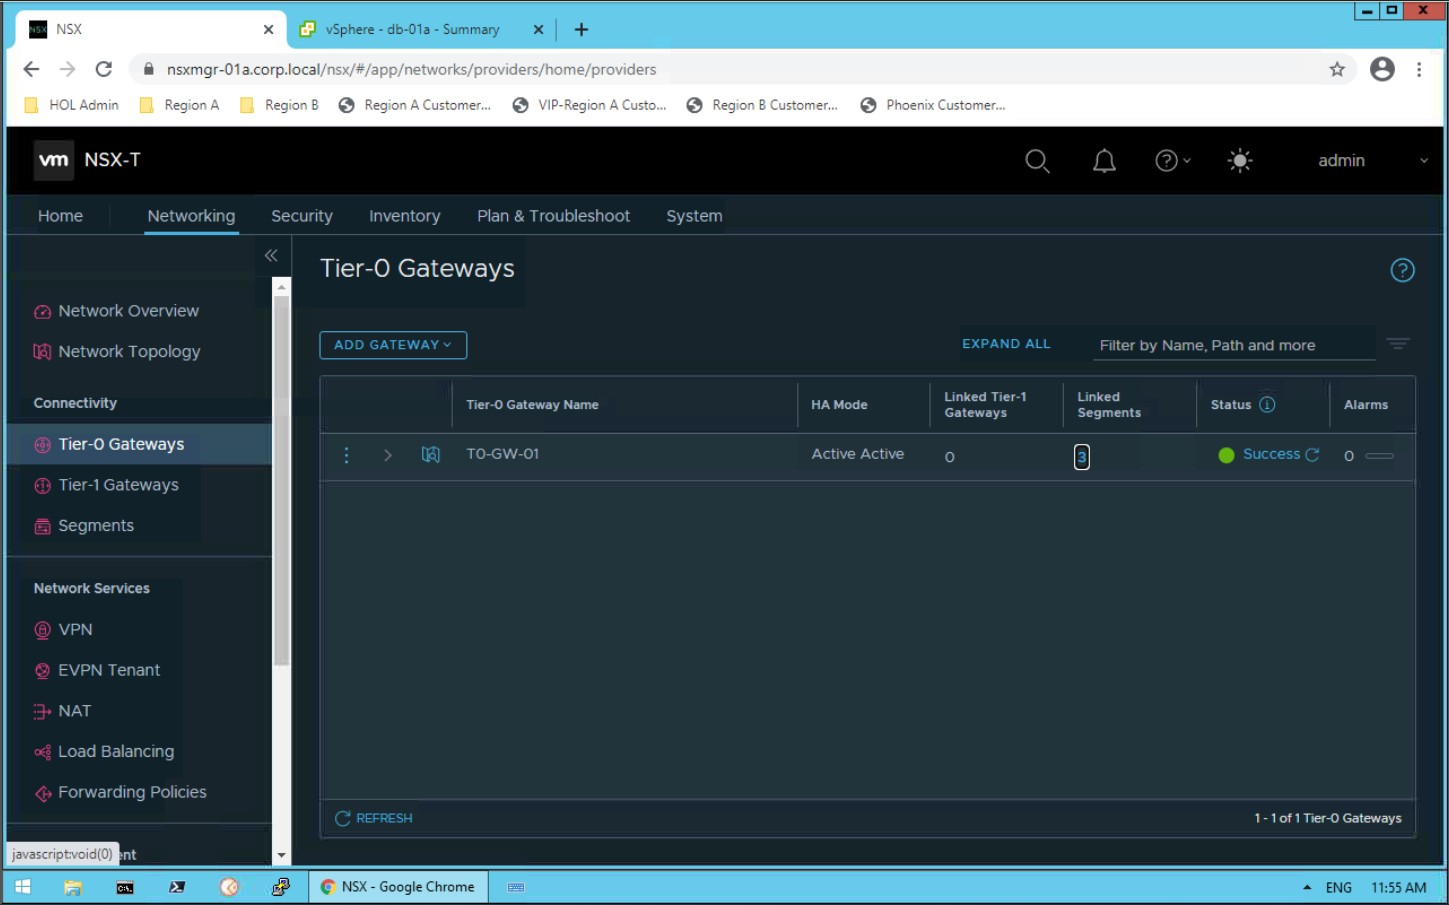 NSX
vSphere - db-01a - Summary
nsxmgr-01a.corp.local/nsx/#/app/networks/providers/home/providers
HOL Admin
Region A
Region B
Region A Customer...
VIP-Region A Custo...
Region B Customer...
Phoenix Customer...
vm NSX-T
admin
Home
Networking
Security
Inventory
Plan & Troubleshoot
System
Network Overview
Network Topology
Connectivity
Tier-0 Gateways
Tier-1 Gateways
Segments
Network Services
VPN
EVPN Tenant
NAT
Load Balancing
Forwarding Policies
ent
javascript:void(0)
Tier-0 Gateways
ADD GATEWAY
EXPAND ALL
Filter by Name, Path and more
Tier-0 Gateway Name
HA Mode
Linked Tier-1
Gateways
Linked
Segments
Status
Alarms
T0-GW-01
Active Active
0
3
Success
0
REFRESH
1 - 1 of 1 Tier-0 Gateways
NSX - Google Chrome
ENG
11:55 AM